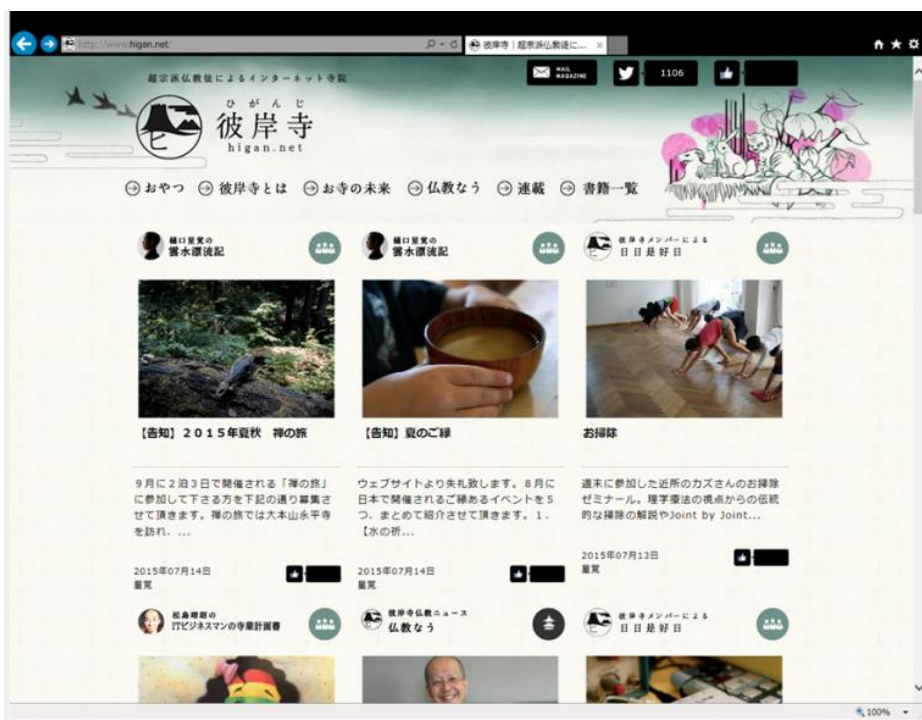 http://www.higan.net/
彼岸寺｜超宗派仏教徒に...
超宗派仏教徒によるインターネット寺院
MAIL MAGAZINE
1106
ひがんじ
彼岸寺
higan.net
おやつ 彼岸寺とは お寺の未来 仏教なう 連載 書籍一覧
樋口星覚の
雲水漂流記
樋口星覚の
雲水漂流記
彼岸寺メンバーによる
日日是好日
【告知】２０１５年夏秋 禅の旅
【告知】夏のご縁
お掃除
９月に２泊３日で開催される「禅の旅」
に参加して下さる方を下記の通り募集さ
せて頂きます。禅の旅では大本山永平寺
を訪れ、...
ウェブサイトより失礼致します。８月に
日本で開催されるご縁あるイベントを５
つ、まとめて紹介させて頂きます。１．
【水の祈...
週末に参加した近所のカズさんのお掃除
ゼミナール。理学療法の視点からの伝統
的な掃除の解説やJoint by Joint...
2015年07月14日
星覚
2015年07月14日
星覚
2015年07月13日
星覚
松島靖朗の
ITビジネスマンの寺業計画書
彼岸寺仏教ニュース
仏教なう
彼岸寺メンバーによる
日日是好日
100%